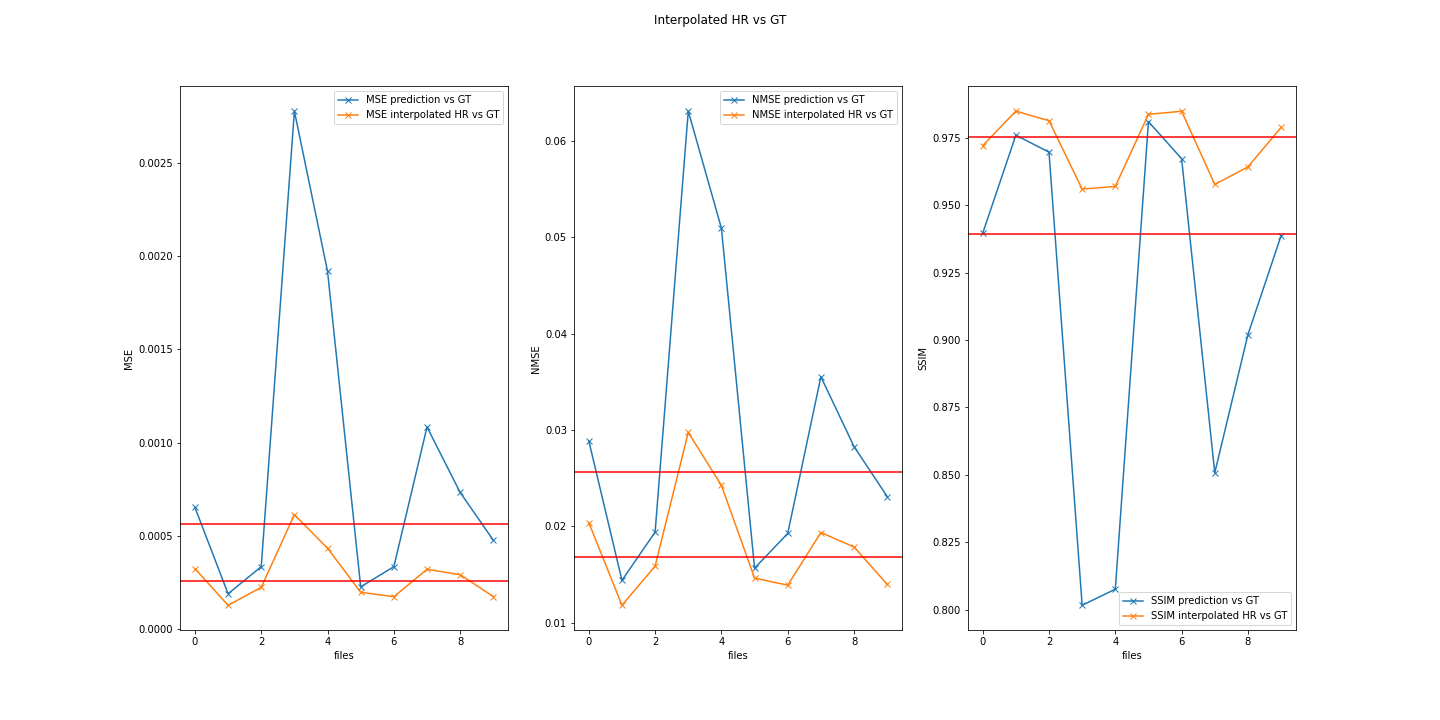 Interpolated HR vs GT
MSE prediction vs GT
MSE interpolated HR vs GT
0.0025
0.0020
0.0015
0.0010
0.0005
0.0000
MSE
0 2 4 6 8
files
NMSE prediction vs GT
NMSE interpolated HR vs GT
0.06
0.05
0.04
0.03
0.02
0.01
NMSE
0 2 4 6 8
files
0.975
0.950
0.925
0.900
0.875
0.850
0.825
0.800
SSIM
SSIM prediction vs GT
SSIM interpolated HR vs GT
0 2 4 6 8
files